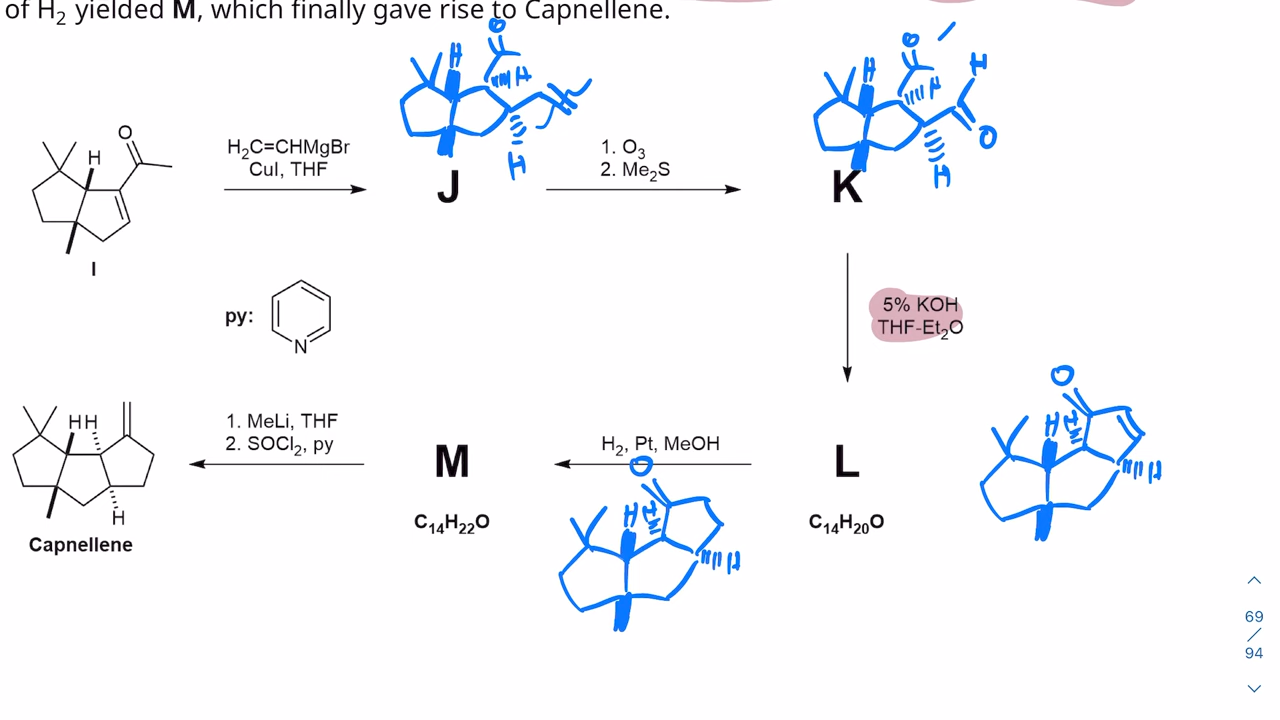 of H₂ yielded M, which finally gave rise to Capnellene.
O
H
H
H
J
O
H
H
O
H
K
O
H
I
H₂C=CHMgBr
CuI, THF
1. O₃
2. Me₂S
py:
N
5% KOH
THF-Et₂O
H H
H
Capnellene
1. MeLi, THF
2. SOCl₂, py
M
C₁₄H₂₂O
H₂, Pt, MeOH
O
H H
H
L
C₁₄H₂₀O
O
H H
H
69
/
94